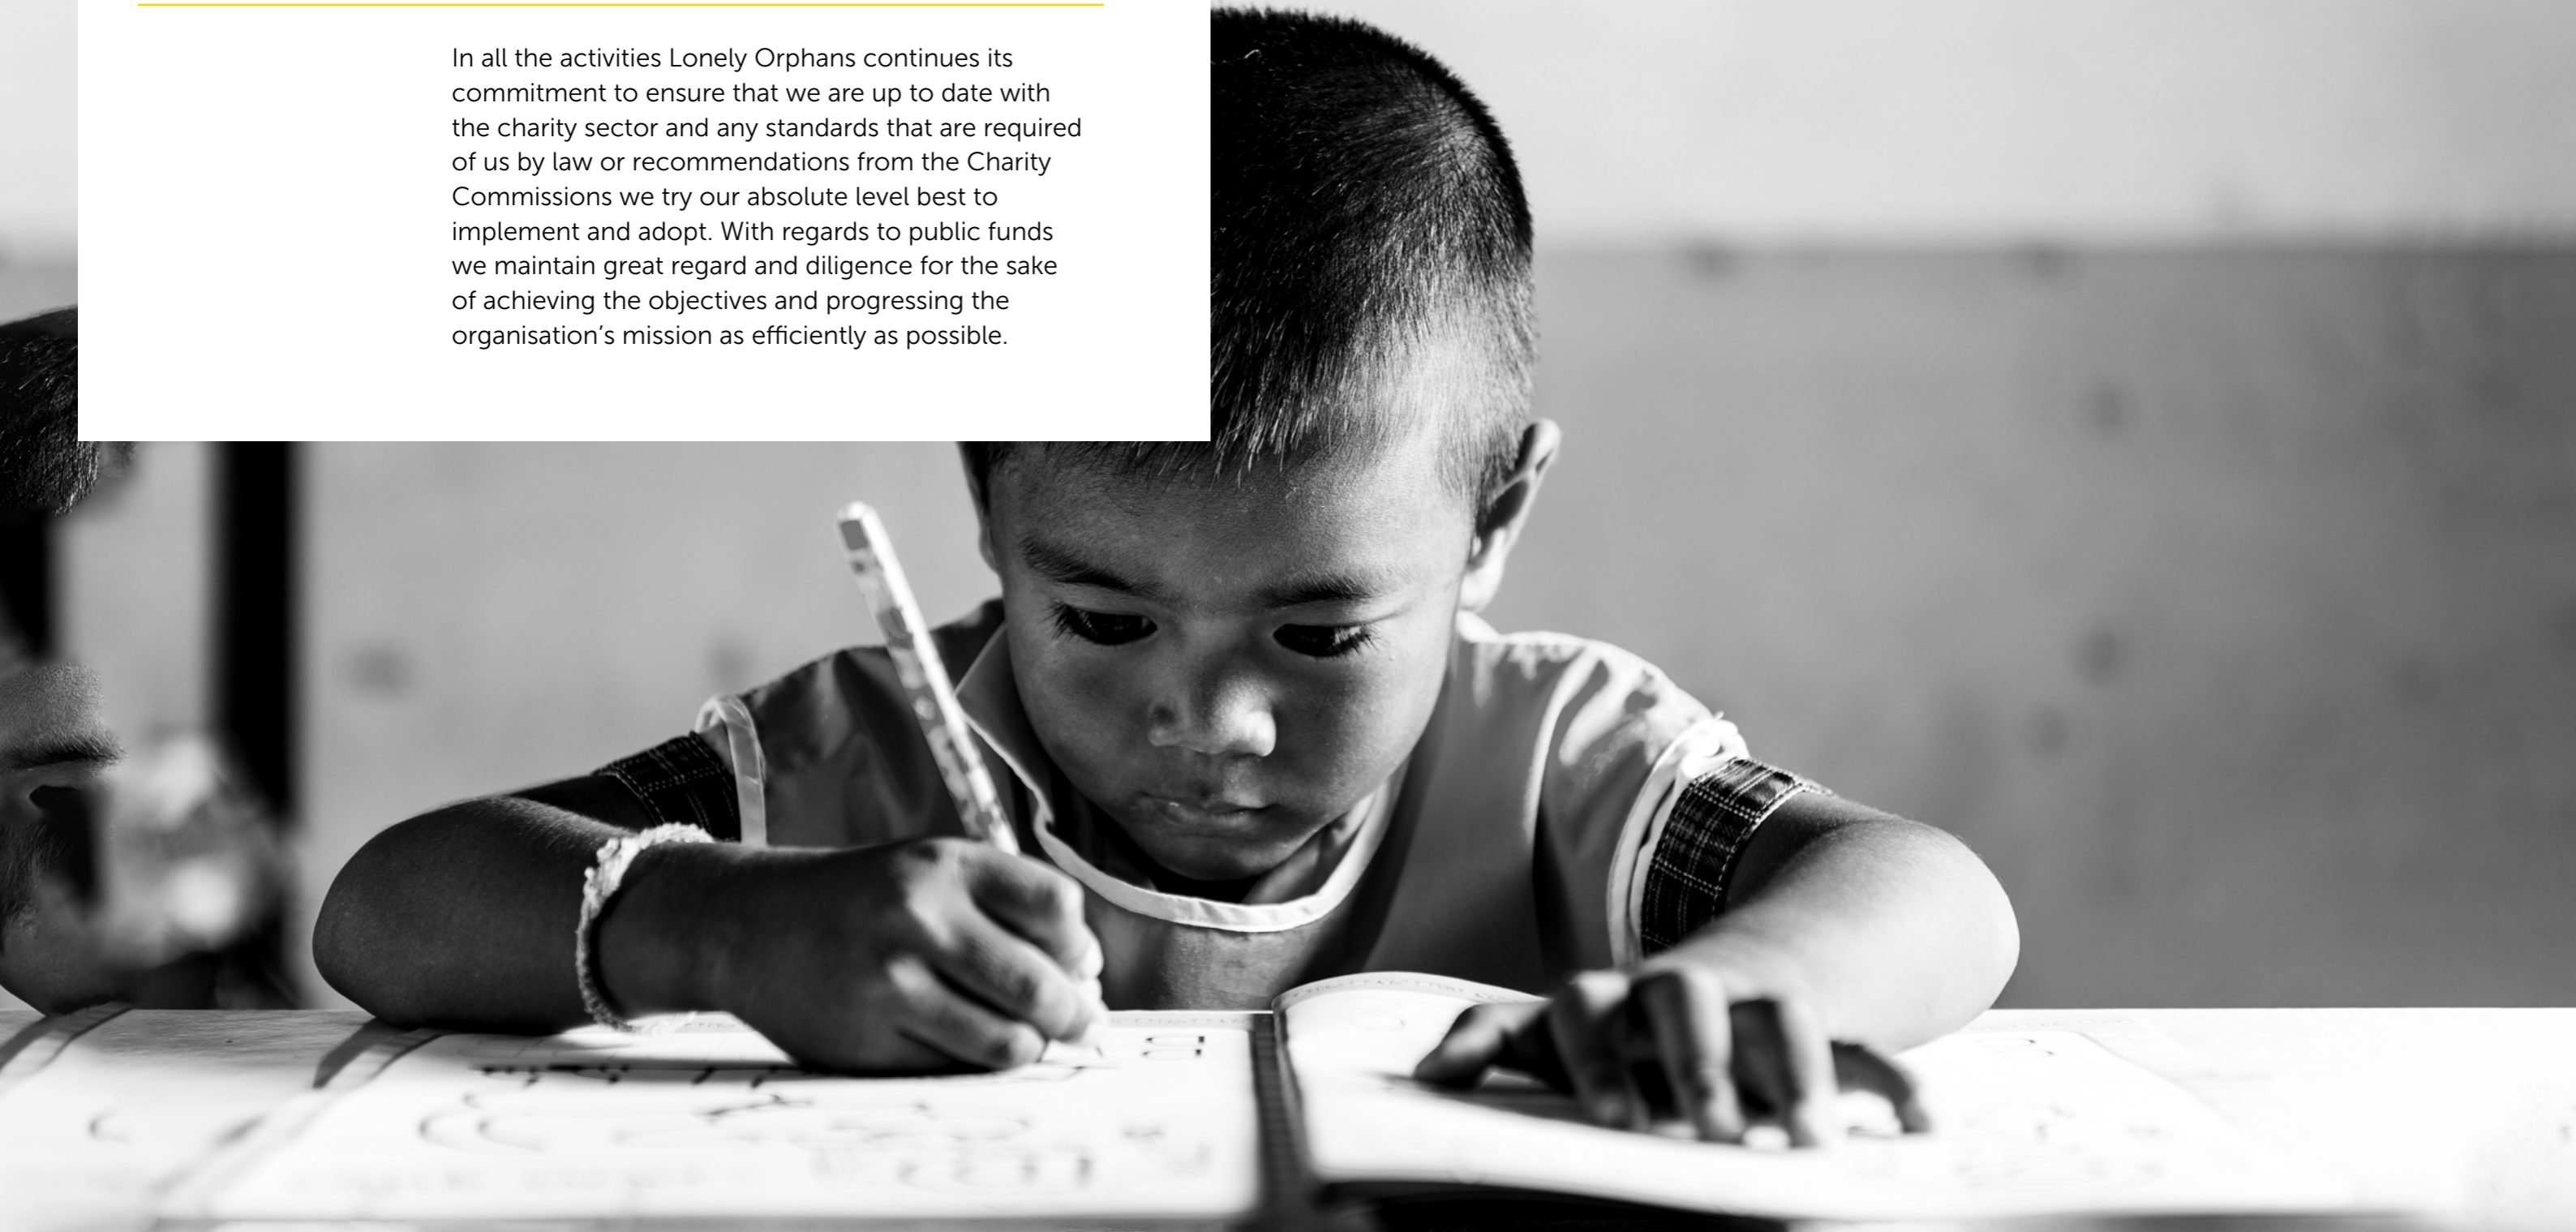 In all the activities Lonely Orphans continues its
commitment to ensure that we are up to date with
the charity sector and any standards that are required
of us by law or recommendations from the Charity
Commissions we try our absolute level best to
implement and adopt. With regards to public funds
we maintain great regard and diligence for the sake
of achieving the objectives and progressing the
organisation’s mission as efficiently as possible.